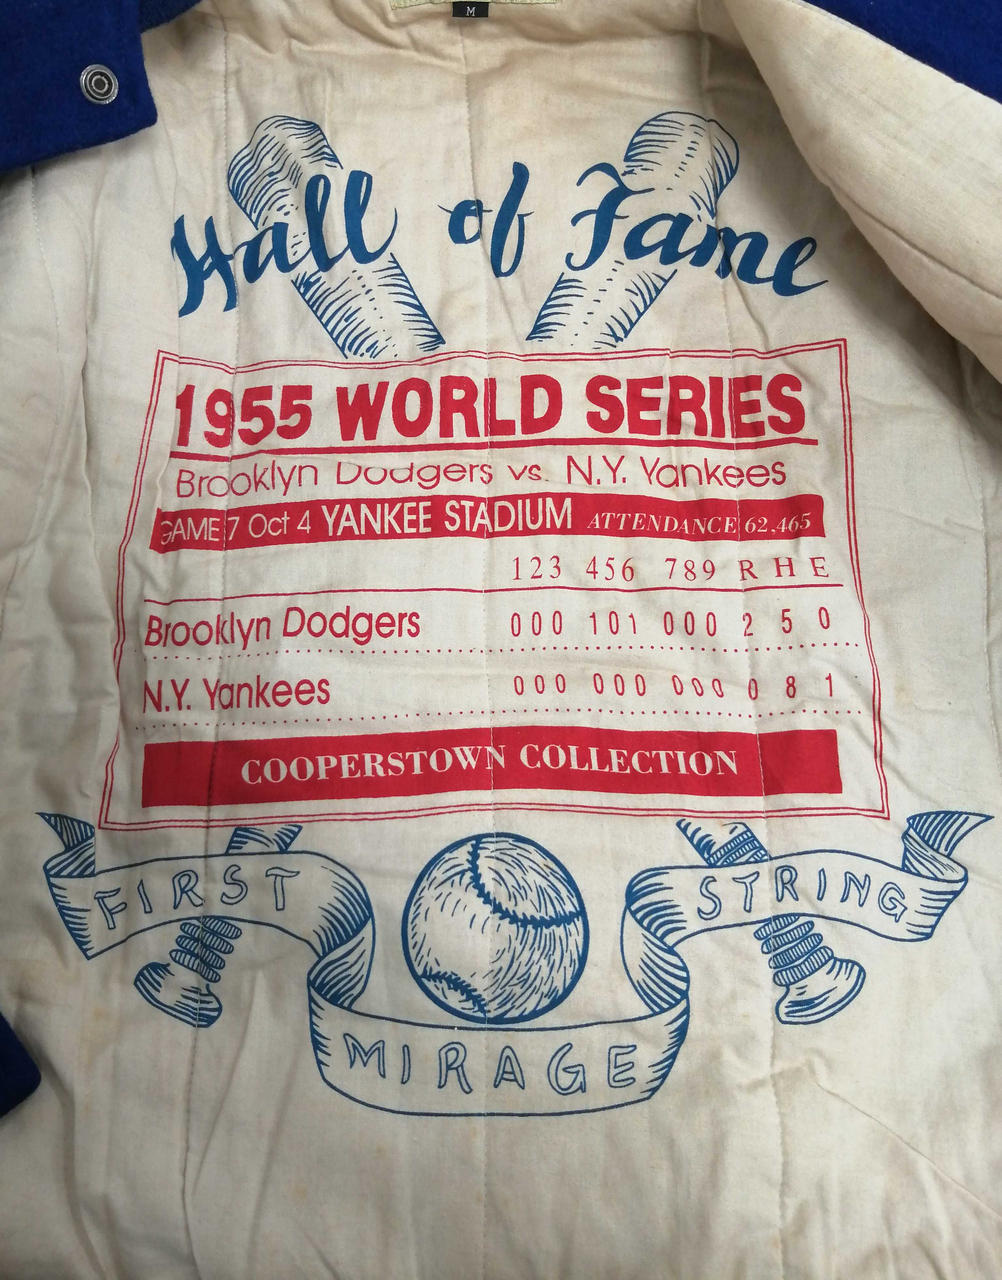 M
Hall of Fame
1955 WORLD SERIES
Brooklyn Dodgers vs. N.Y. Yankees
GAME 7 Oct 4 YANKEE STADIUM ATTENDANCE 62,465
123 456 789 R H E
Brooklyn Dodgers 000 101 000 2 5 0
N.Y. Yankees 000 000 000 0 8 1
COOPERSTOWN COLLECTION
FIRST STRING
MIRAGE